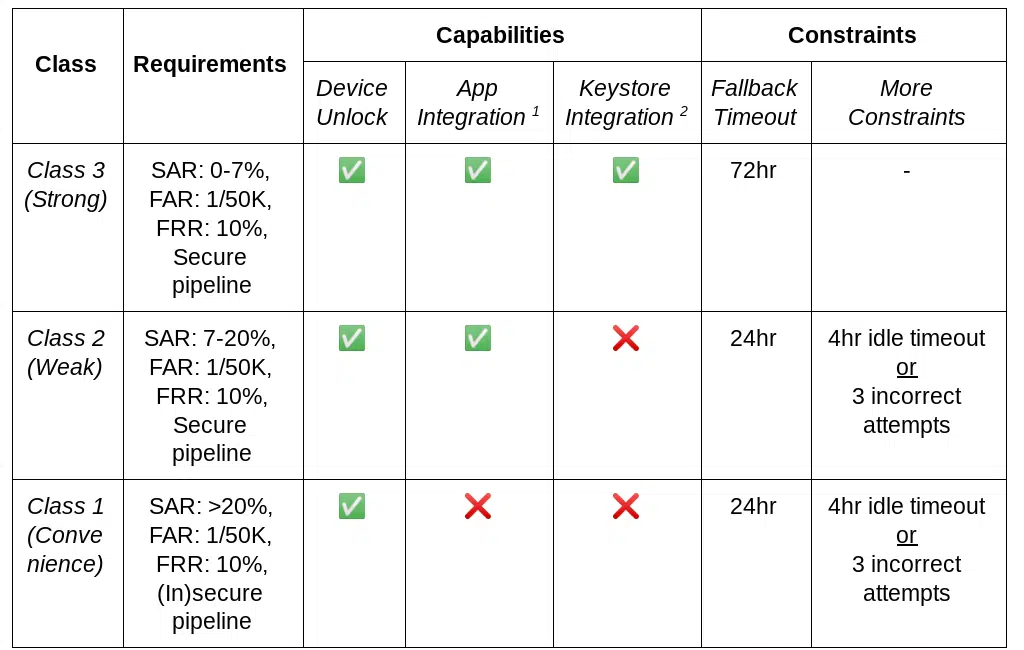 Class
Requirements
Capabilities
Constraints
Device
Unlock
App
Integration 1
Keystore
Integration 2
Fallback
Timeout
More
Constraints
Class 3
(Strong)
SAR: 0-7%,
FAR: 1/50K,
FRR: 10%,
Secure
pipeline
✅
✅
✅
72hr
-
Class 2
(Weak)
SAR: 7-20%,
FAR: 1/50K,
FRR: 10%,
Secure
pipeline
✅
✅
❌
24hr
4hr idle timeout
or
3 incorrect
attempts
Class 1
(Conve
nience)
SAR: >20%,
FAR: 1/50K,
FRR: 10%,
(In)secure
pipeline
✅
❌
❌
24hr
4hr idle timeout
or
3 incorrect
attempts